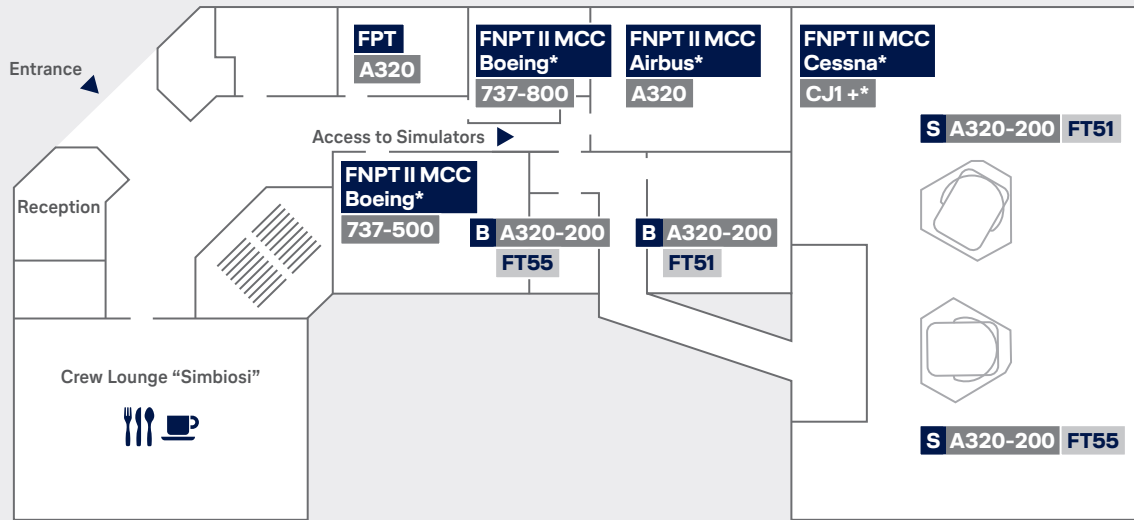 Entrance
FPT
A320
FNPT II MCC
Boeing*
737-800
FNPT II MCC
Airbus*
A320
FNPT II MCC
Cessna*
CJ1 +*
Access to Simulators
S A320-200 FT51
Reception
FNPT II MCC
Boeing*
737-500
B A320-200
FT55
B A320-200
FT51
Crew Lounge “Simbiosi”
S A320-200 FT55